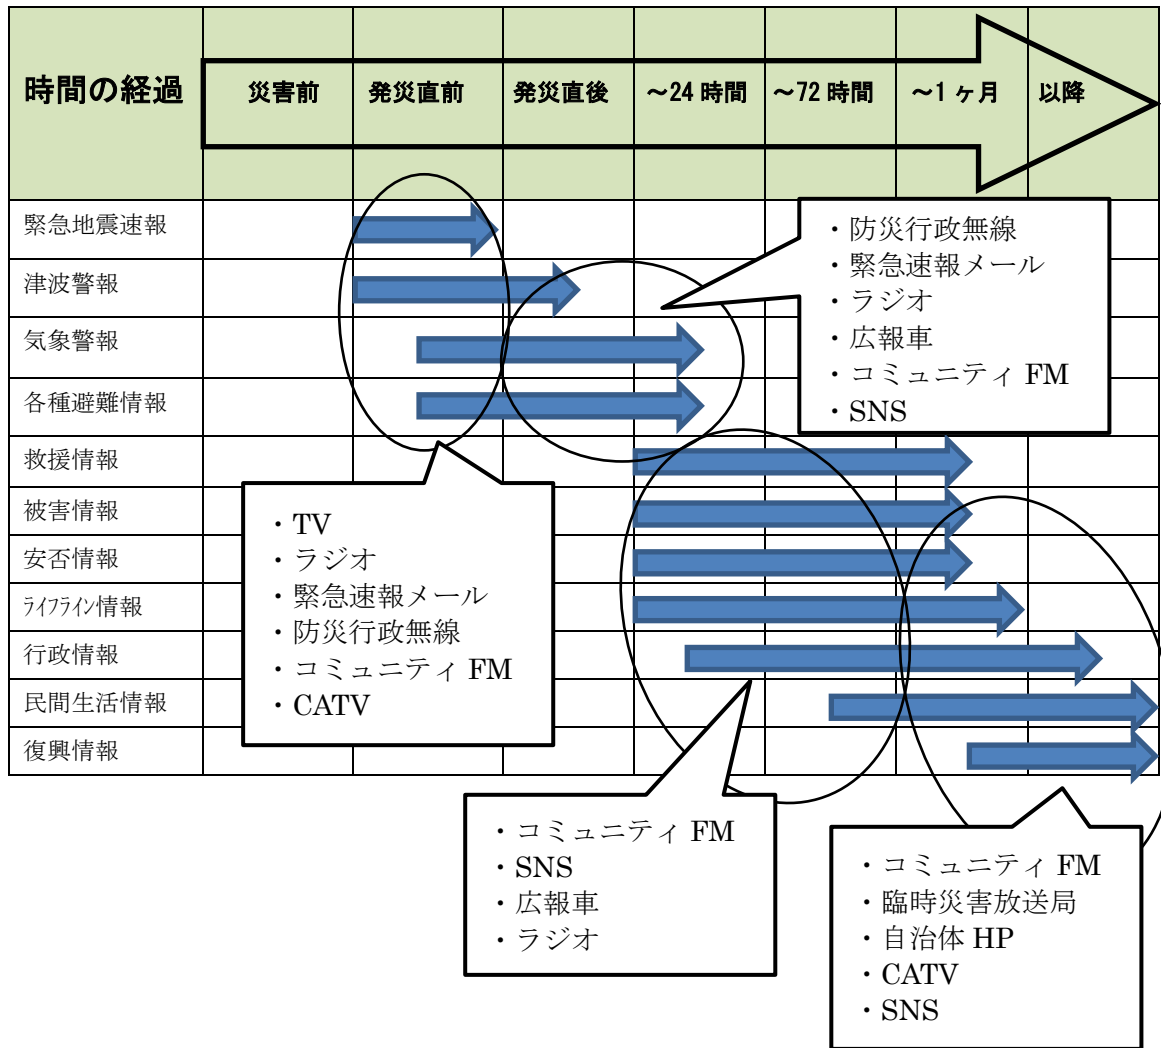 時間の経過
災害前
発災直前
発災直後
～24 時間
～72 時間
～1 ヶ月
以降
緊急地震速報
津波警報
気象警報
各種避難情報
救援情報
被害情報
安否情報
ﾗｲﾌﾗｲﾝ情報
行政情報
民間生活情報
復興情報
・防災行政無線
・緊急速報メール
・ラジオ
・広報車
・コミュニティ FM
・SNS
・TV
・ラジオ
・緊急速報メール
・防災行政無線
・コミュニティ FM
・CATV
・コミュニティ FM
・SNS
・広報車
・ラジオ
・コミュニティ FM
・臨時災害放送局
・自治体 HP
・CATV
・SNS